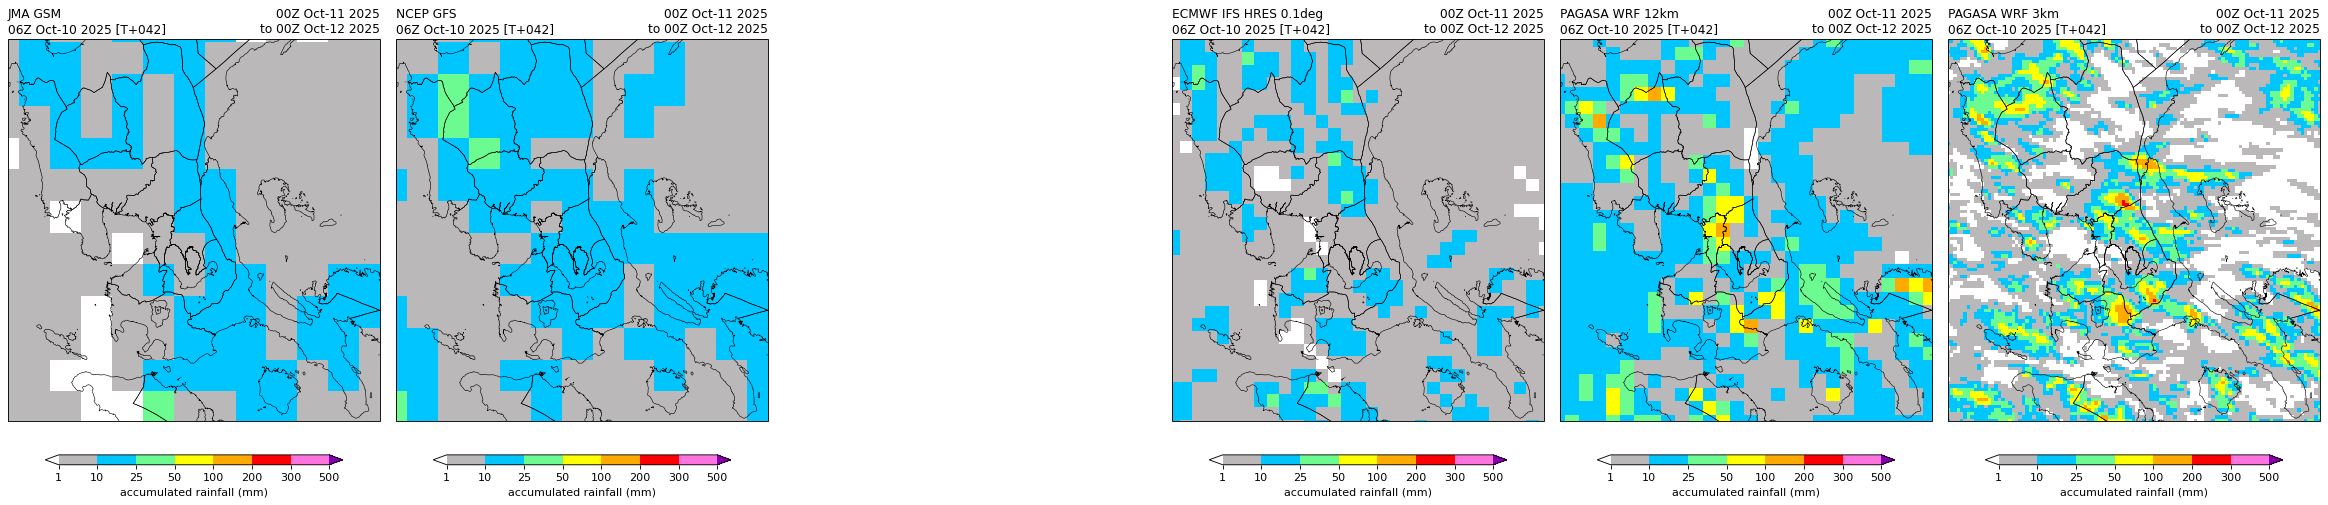 JMA GSM 00Z Oct-11 2025
06Z Oct-10 2025 [T+042] to 00Z Oct-12 2025
1 10 25 50 100 200 300 500
accumulated rainfall (mm)
NCEP GFS 00Z Oct-11 2025
06Z Oct-10 2025 [T+042] to 00Z Oct-12 2025
1 10 25 50 100 200 300 500
accumulated rainfall (mm)
ECMWF IFS HRES 0.1deg 00Z Oct-11 2025
06Z Oct-10 2025 [T+042] to 00Z Oct-12 2025
1 10 25 50 100 200 300 500
accumulated rainfall (mm)
PAGASA WRF 12km 00Z Oct-11 2025
06Z Oct-10 2025 [T+042] to 00Z Oct-12 2025
1 10 25 50 100 200 300 500
accumulated rainfall (mm)
PAGASA WRF 3km 00Z Oct-11 2025
06Z Oct-10 2025 [T+042] to 00Z Oct-12 2025
1 10 25 50 100 200 300 500
accumulated rainfall (mm)